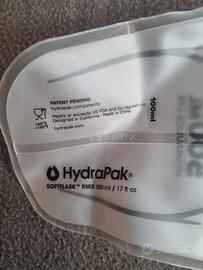 PATENT PENDING
hydrapak.com/patents
Meets or exceeds US FDA and EU regulations
Designed in California - Made in China
hydrapak.com
100ml
HydraPak®
SOFTFLASK™ RMX 500 ml / 17 fl oz
subito